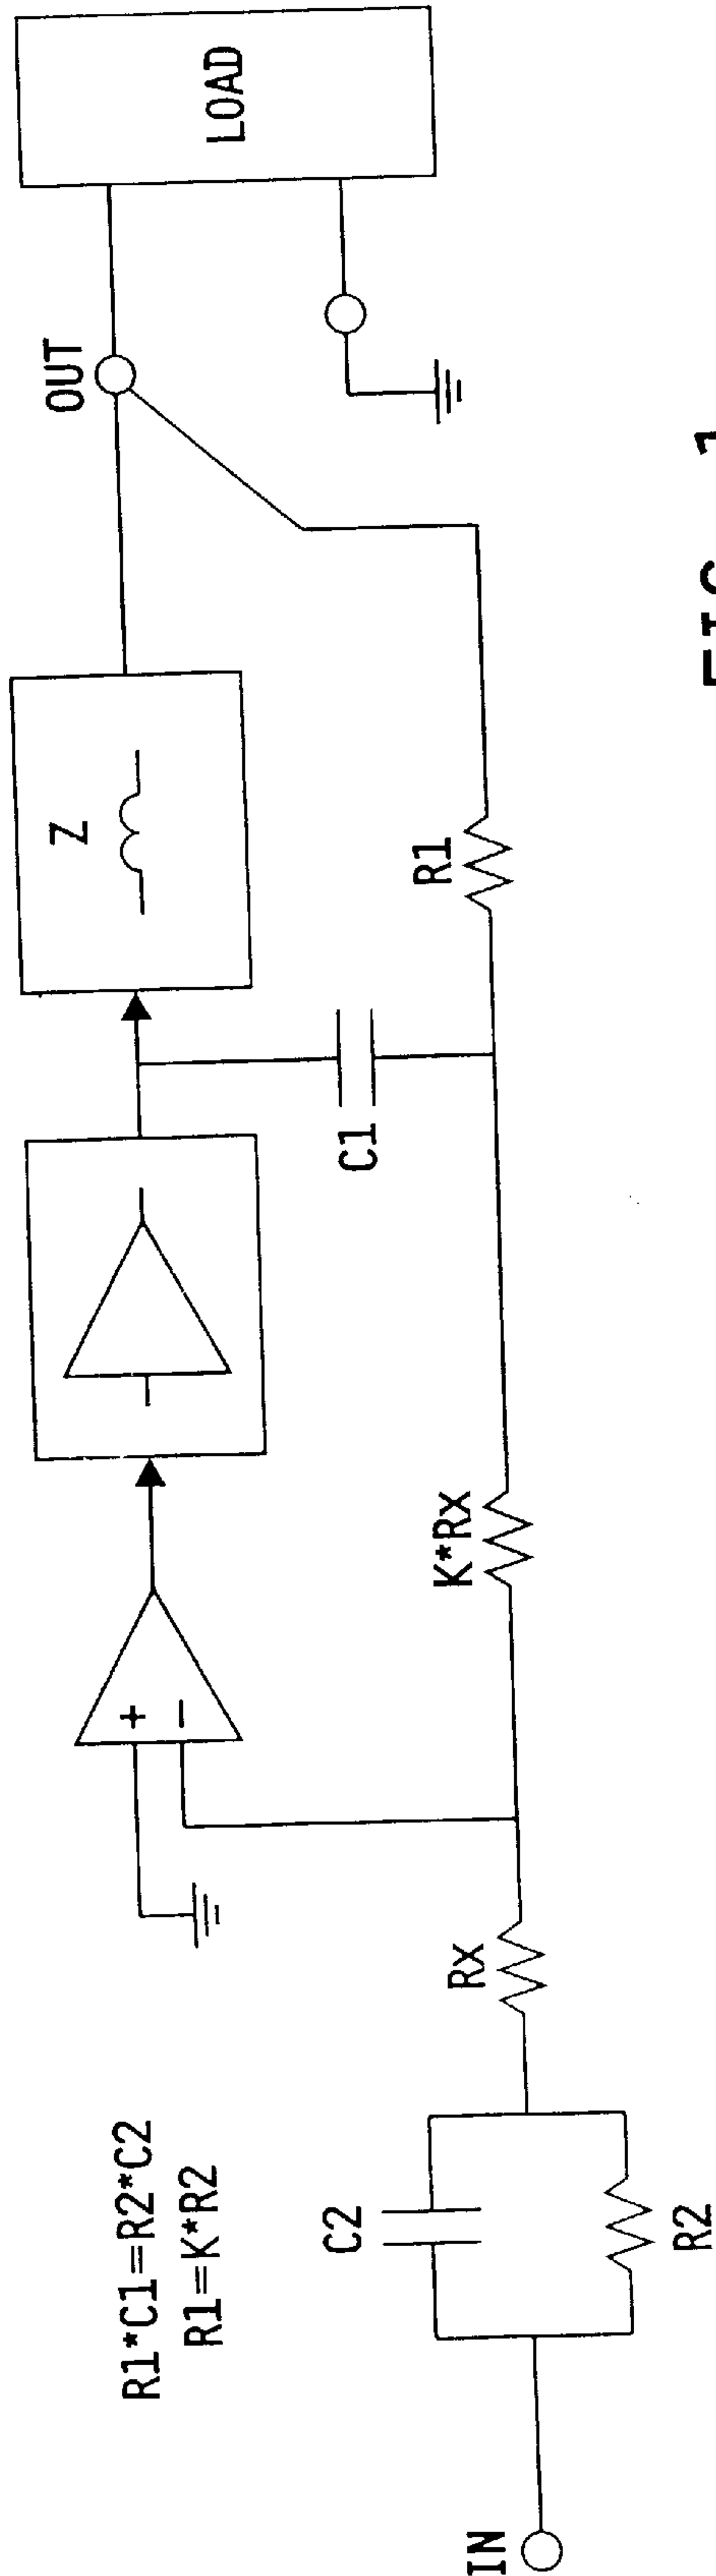 LOAD
OUT
Z
R1
C1
K*Rx
+
−
Rx
R1*C1=R2*C2
R1=K*R2
C2
R2
IN